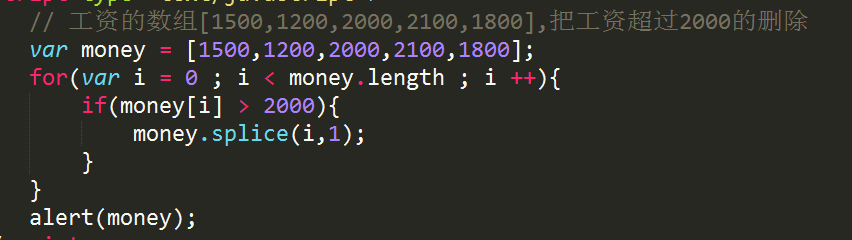 // 工资的数组[1500,1200,2000,2100,1800],把工资超过2000的删除
var money = [1500,1200,2000,2100,1800];
for(var i = 0 ; i < money.length ; i ++){
if(money[i] > 2000){
money.splice(i,1);
}
}
alert(money);